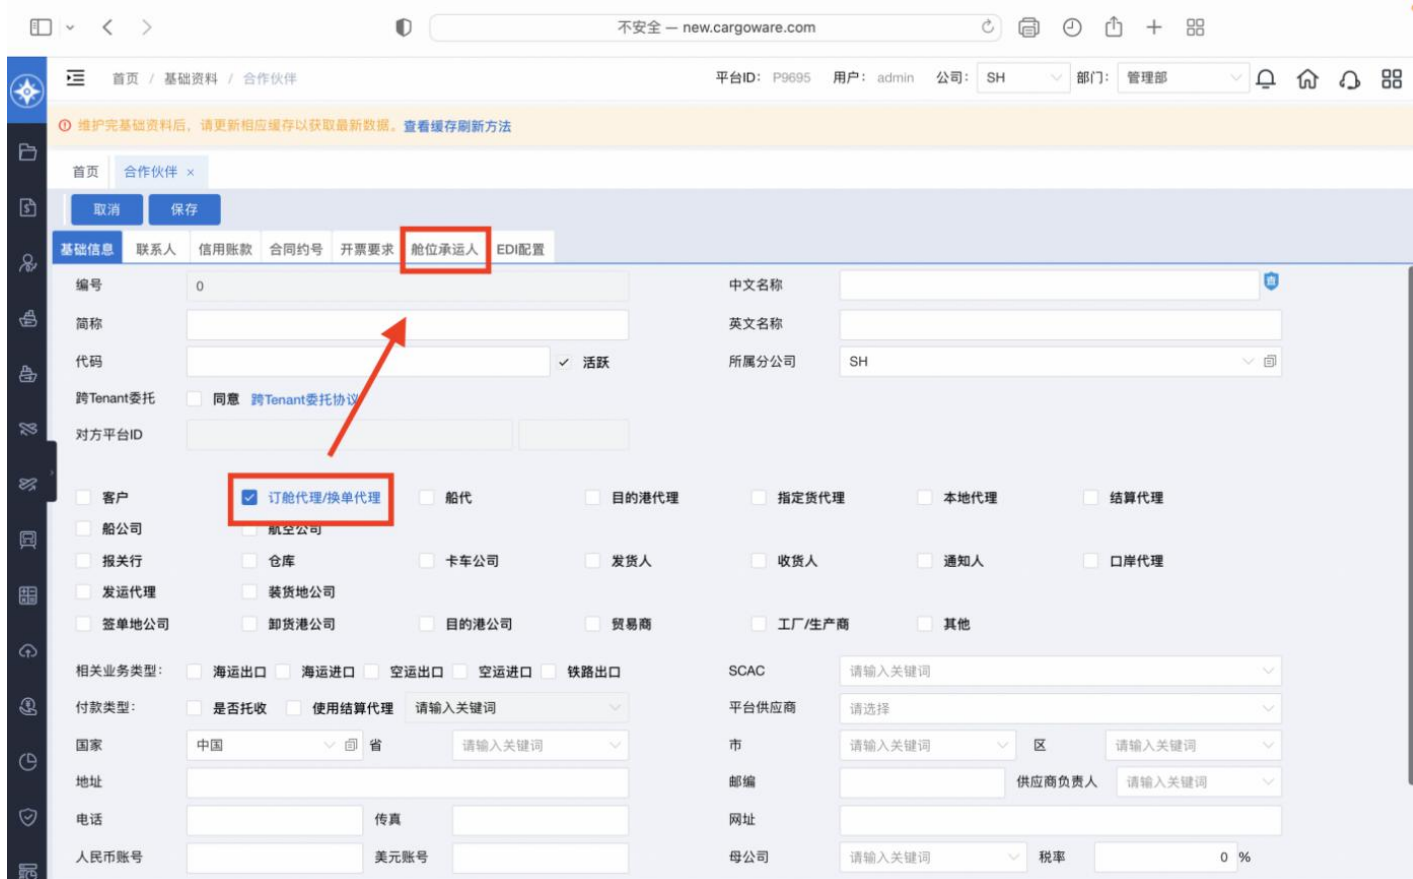 不安全 — new.cargoware.com
首页 / 基础资料 / 合作伙伴 平台ID: P9695 用户: admin 公司: SH 部门: 管理部
维护完基础资料后，请更新相应缓存以获取最新数据。查看缓存刷新方法
首页 合作伙伴 ×
取消 保存
基础信息 联系人 信用账款 合同约号 开票要求 舱位承运人 EDI配置
编号 0 中文名称
简称 英文名称
代码 活跃 所属分公司 SH
跨Tenant委托 同意 跨Tenant委托协议
对方平台ID
客户 订舱代理/换单代理 船代 目的港代理 指定货代理 本地代理 结算代理
船公司 航空公司
报关行 仓库 卡车公司 发货人 收货人 通知人 口岸代理
发运代理 装货地公司
签单地公司 卸货港公司 目的港公司 贸易商 工厂/生产商 其他
相关业务类型: 海运出口 海运进口 空运出口 空运进口 铁路出口 SCAC 请输入关键词
付款类型: 是否托收 使用结算代理 请输入关键词 平台供应商 请选择
国家 中国 省 请输入关键词 市 请输入关键词 区 请输入关键词
地址 邮编 供应商负责人 请输入关键词
电话 传真 网址
人民币账号 美元账号 母公司 请输入关键词 税率 0 %